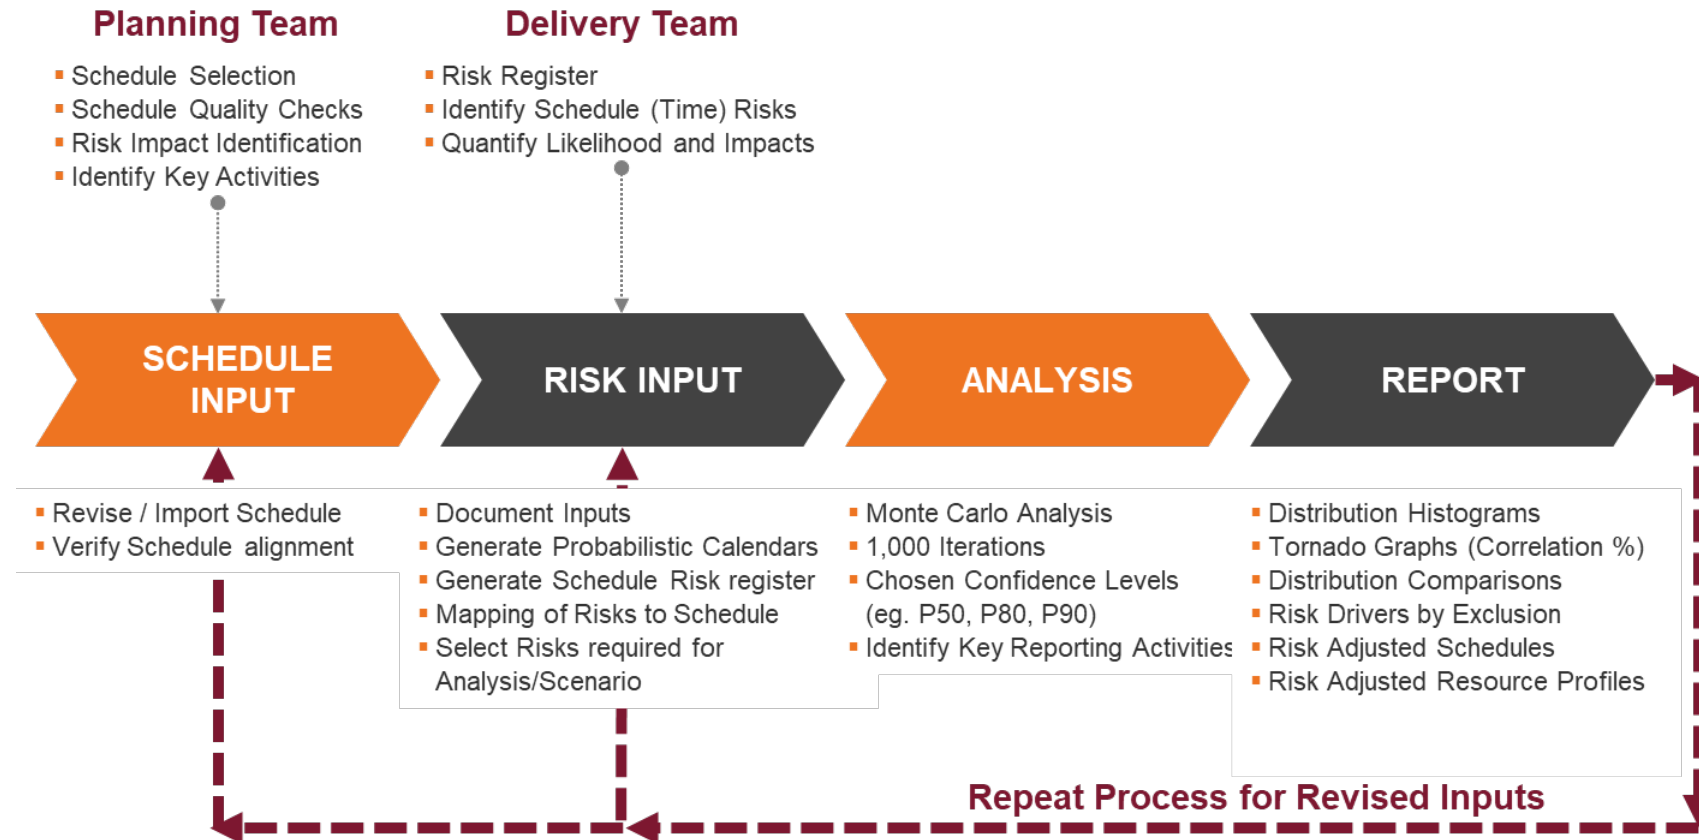 Planning Team
Schedule Selection
Schedule Quality Checks
Risk Impact Identification
Identify Key Activities
Delivery Team
Risk Register
Identify Schedule (Time) Risks
Quantify Likelihood and Impacts
SCHEDULE
INPUT
RISK INPUT
ANALYSIS
REPORT
Revise / Import Schedule
Verify Schedule alignment
Document Inputs
Generate Probabilistic Calendars
Generate Schedule Risk register
Mapping of Risks to Schedule
Select Risks required for
Analysis/Scenario
Monte Carlo Analysis
1,000 Iterations
Chosen Confidence Levels
(eg. P50, P80, P90)
Identify Key Reporting Activities
Distribution Histograms
Tornado Graphs (Correlation %)
Distribution Comparisons
Risk Drivers by Exclusion
Risk Adjusted Schedules
Risk Adjusted Resource Profiles
Repeat Process for Revised Inputs